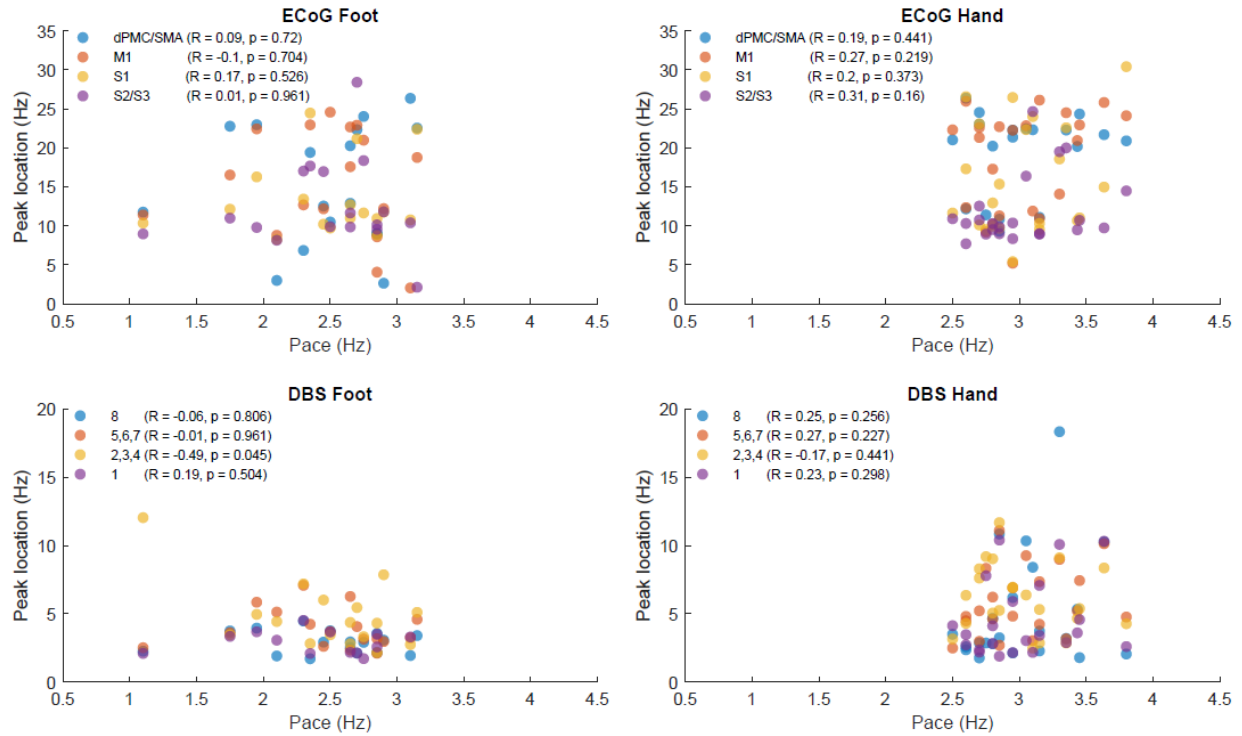 ECoG Foot
35
30
25
20
15
10
5
0
Peak location (Hz)
dPMC/SMA (R = 0.09, p = 0.72)
M1 (R = -0.1, p = 0.704)
S1 (R = 0.17, p = 0.526)
S2/S3 (R = 0.01, p = 0.961)
0.5 1 1.5 2 2.5 3 3.5 4 4.5
Pace (Hz)
ECoG Hand
35
30
25
20
15
10
5
0
Peak location (Hz)
dPMC/SMA (R = 0.19, p = 0.441)
M1 (R = 0.27, p = 0.219)
S1 (R = 0.2, p = 0.373)
S2/S3 (R = 0.31, p = 0.16)
0.5 1 1.5 2 2.5 3 3.5 4 4.5
Pace (Hz)
DBS Foot
20
15
10
5
0
Peak location (Hz)
8 (R = -0.06, p = 0.806)
5,6,7 (R = -0.01, p = 0.961)
2,3,4 (R = -0.49, p = 0.045)
1 (R = 0.19, p = 0.504)
0.5 1 1.5 2 2.5 3 3.5 4 4.5
Pace (Hz)
DBS Hand
20
15
10
5
0
Peak location (Hz)
8 (R = 0.25, p = 0.256)
5,6,7 (R = 0.27, p = 0.227)
2,3,4 (R = -0.17, p = 0.441)
1 (R = 0.23, p = 0.298)
0.5 1 1.5 2 2.5 3 3.5 4 4.5
Pace (Hz)